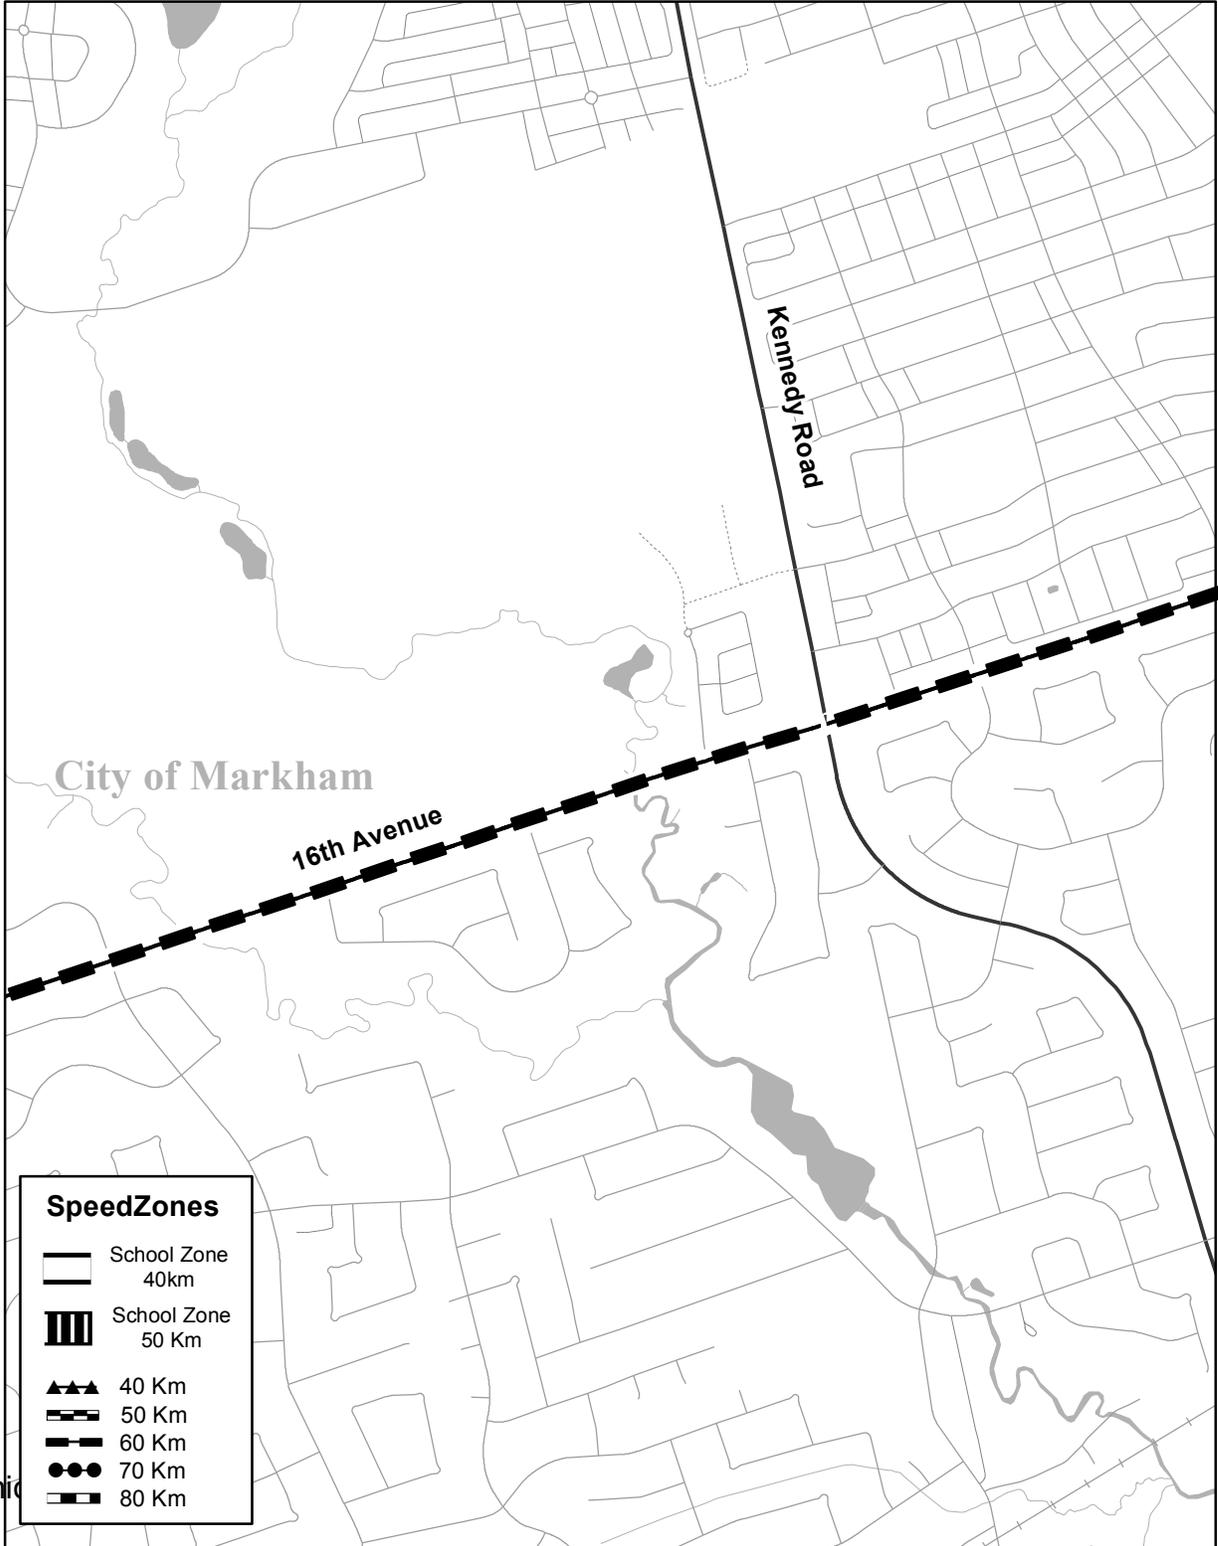 Kennedy Road
City of Markham
16th Avenue
SpeedZones
School Zone
40km
School Zone
50 Km
40 Km
50 Km
60 Km
70 Km
80 Km